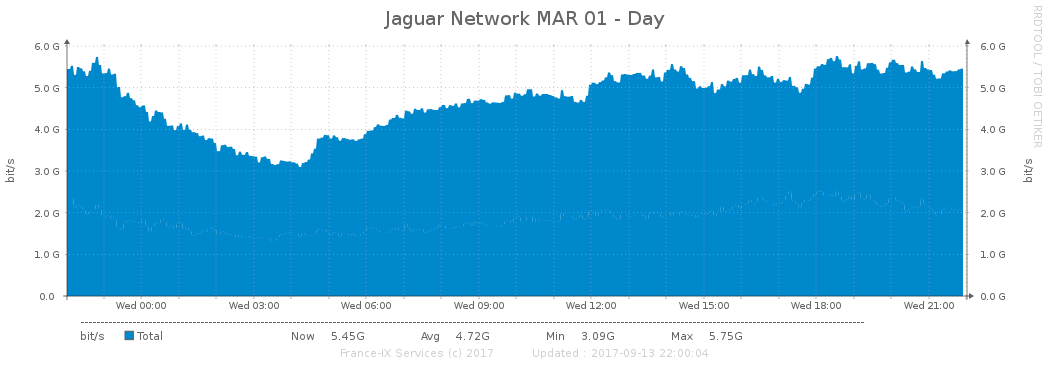 Jaguar Network MAR 01 - Day
RRDTOOL / TOBI OETIKER
6.0 G 6.0 G
5.0 G 5.0 G
4.0 G 4.0 G
3.0 G 3.0 G
2.0 G 2.0 G
1.0 G 1.0 G
0.0 0.0 G
bit/s
bit/s
Wed 00:00 Wed 03:00 Wed 06:00 Wed 09:00 Wed 12:00 Wed 15:00 Wed 18:00 Wed 21:00
bit/s Total Now 5.45G Avg 4.72G Min 3.09G Max 5.75G
France-IX Services (c) 2017 Updated : 2017-09-13 22:00:04